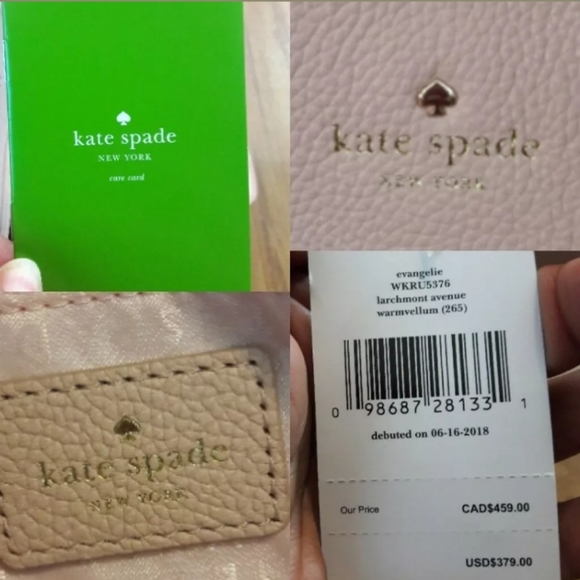 kate spade
NEW YORK
care card
kate spade
NEW YORK
kate spade
NEW YORK
evangelie
WKRU5376
larchmont avenue
warmvellum (265)
0 98687 28133 1
debuted on 06-16-2018
Our Price CAD$459.00
USD$379.00